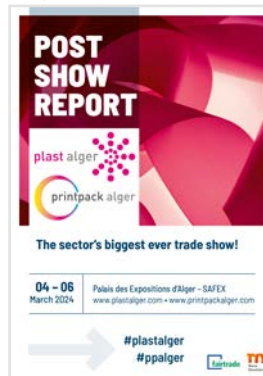 POST
SHOW
REPORT
plast alger
printpack alger
The sector's biggest ever trade show!
04 – 06
March 2024
Palais des Expositions d'Alger – SAFEX
www.plastalger.com • www.printpackalger.com
#plastalger
#ppalger
fairtrade